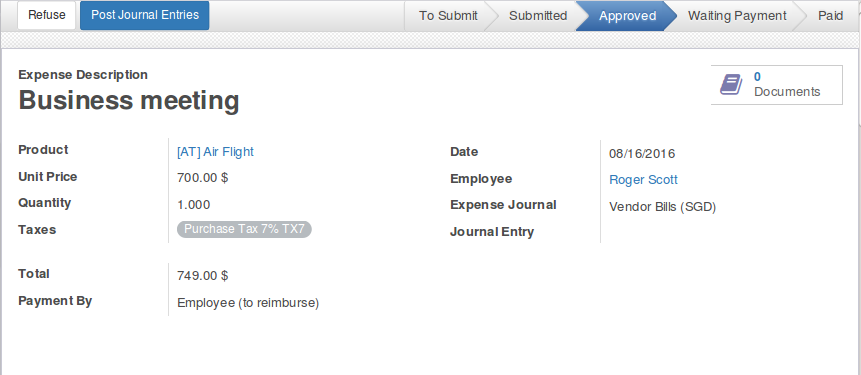 Refuse Post Journal Entries To Submit Submitted Approved Waiting Payment Paid
Expense Description
Business meeting
0
Documents
Product [AT] Air Flight
Unit Price 700.00 $
Quantity 1.000
Taxes Purchase Tax 7% TX7
Date 08/16/2016
Employee Roger Scott
Expense Journal Vendor Bills (SGD)
Journal Entry
Total 749.00 $
Payment By Employee (to reimburse)